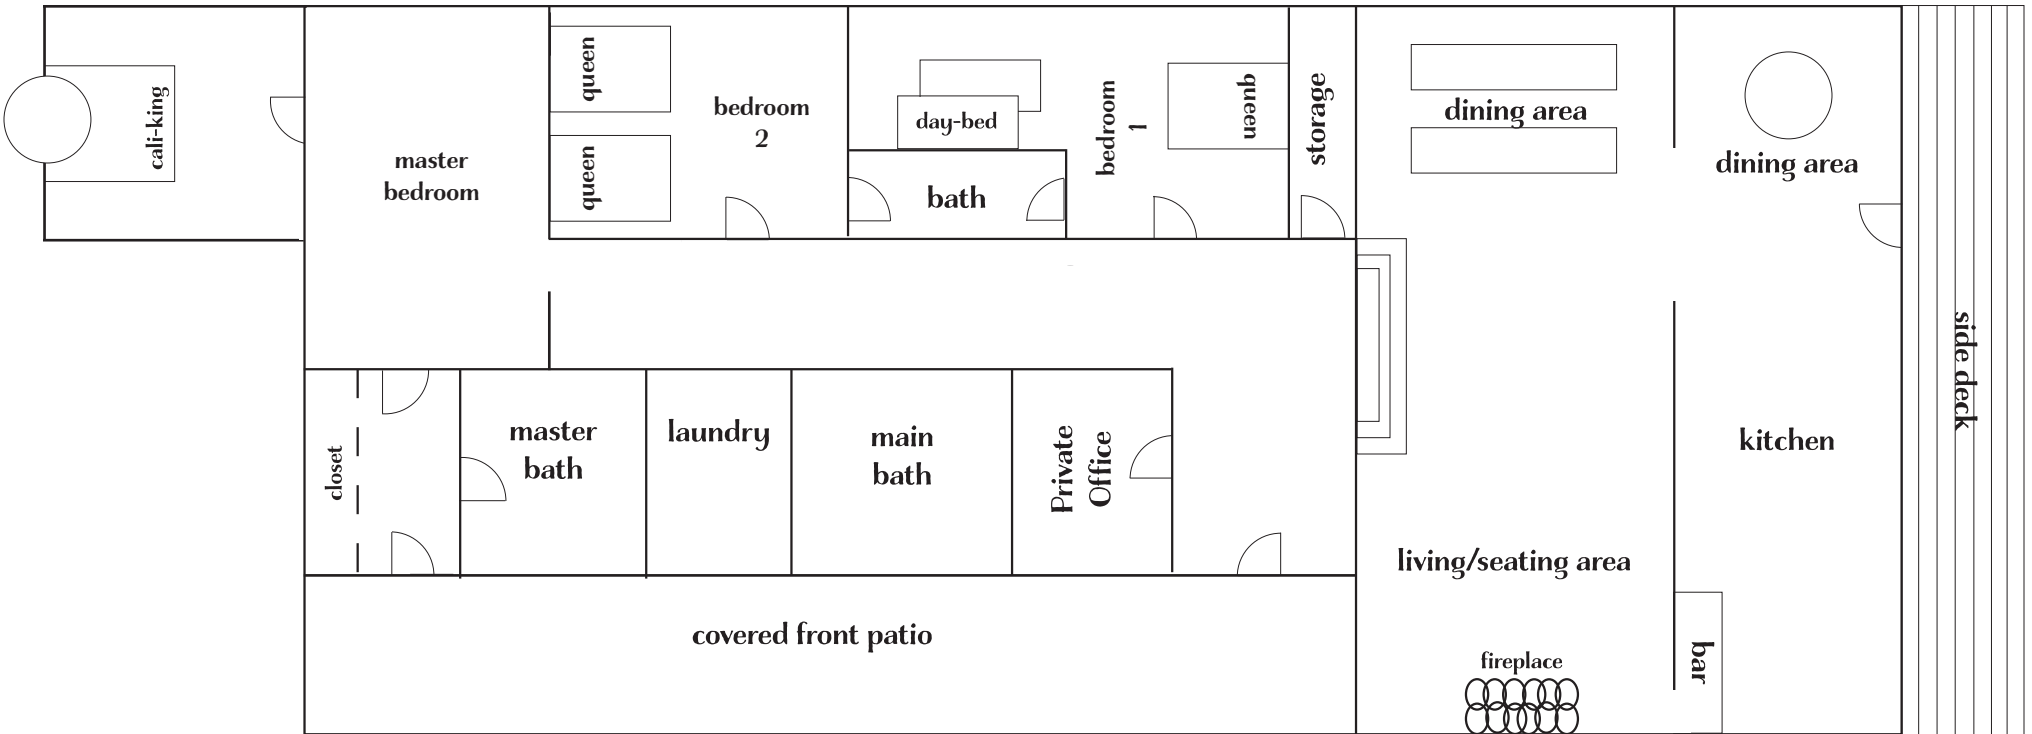 cali-king
master
bedroom
queen
queen
bedroom
2
day-bed
bath
bedroom
1
queen
storage
dining area
dining area
side deck
closet
master
bath
laundry
main
bath
Private
Office
kitchen
living/seating area
covered front patio
fireplace
bar